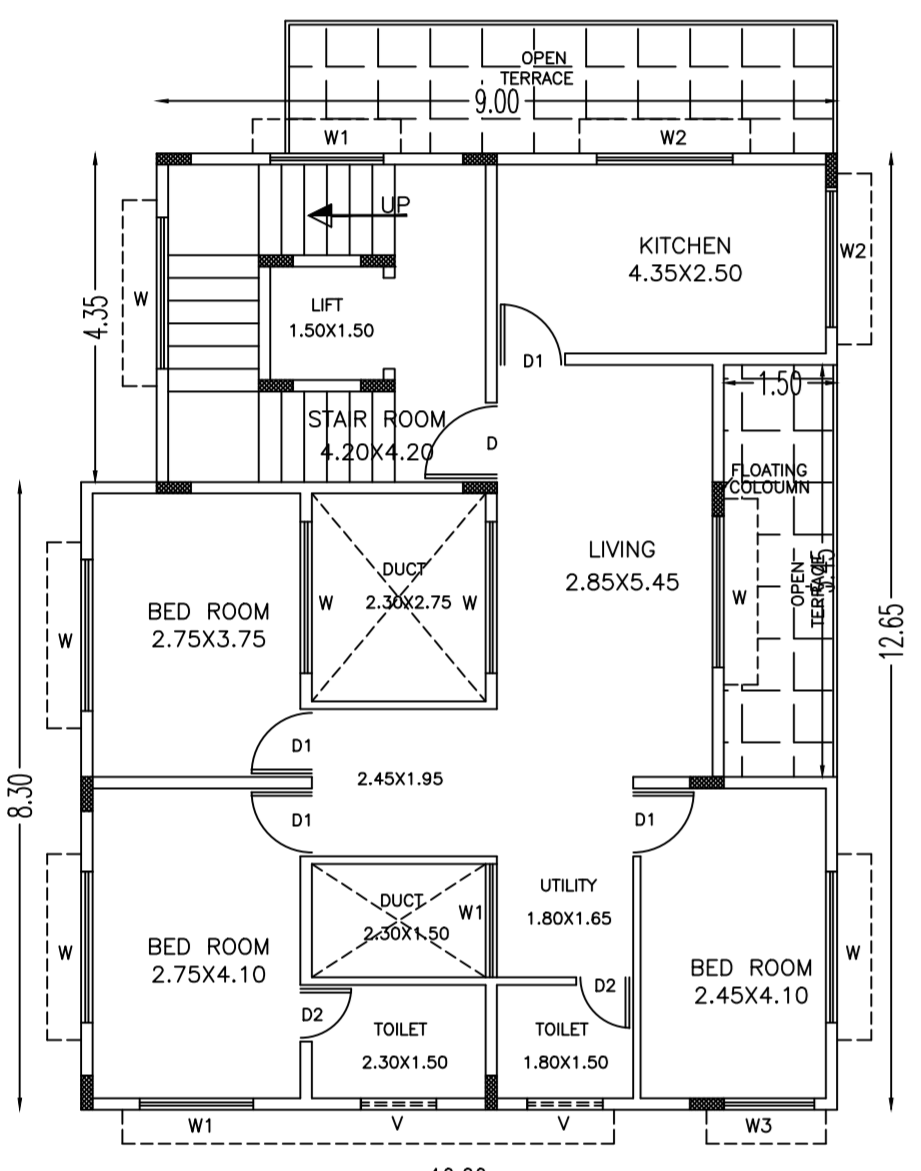 OPEN
TERRACE
9.00
W1
W2
UP
KITCHEN
4.35X2.50
W2
W
4.35
LIFT
1.50X1.50
D1
1.50
STAIR ROOM
4.20X4.20
D
FLOATING
COLOUMN
DUCT
2.30X2.75
W
W
LIVING
2.85X5.45
W
OPEN
TERRACE
5.45
12.65
BED ROOM
2.75X3.75
W
D1
2.45X1.95
8.30
D1
D1
DUCT
2.30X1.50
W1
UTILITY
1.80X1.65
BED ROOM
2.75X4.10
W
BED ROOM
2.45X4.10
W
D2
D2
TOILET
2.30X1.50
TOILET
1.80X1.50
W1
V
V
W3